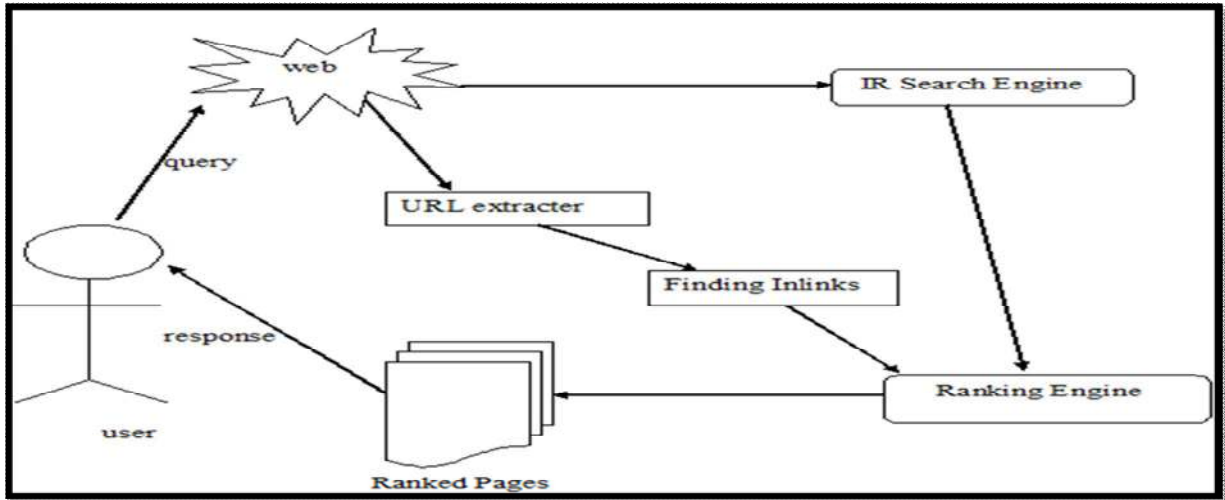 web
IR Search Engine
query
URL extracter
Finding Inlinks
response
Ranking Engine
user
Ranked Pages